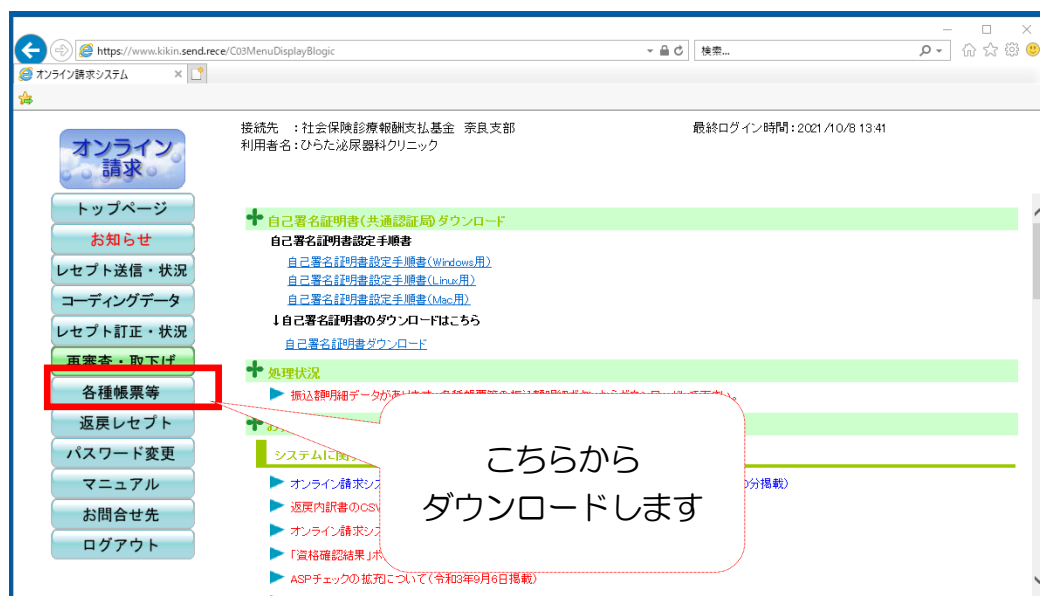 https://www.kikin.send.rece/C03MenuDisplayBlogic
検索...
オンライン請求システム
接続先 :社会保険診療報酬支払基金 奈良支部
最終ログイン時間:2021/10/8 13:41
利用者名:ひらた泌尿器科クリニック
オンライン
請求
トップページ
お知らせ
レセプト送信・状況
コーディングデータ
レセプト訂正・状況
再審査・取下げ
各種帳票等
返戻レセプト
パスワード変更
マニュアル
お問合せ先
ログアウト
自己署名証明書(共通認証局)ダウンロード
自己署名証明書設定手順書
自己署名証明書設定手順書(Windows用)
自己署名証明書設定手順書(Linux用)
自己署名証明書設定手順書(Mac用)
↓自己署名証明書のダウンロードはこちら
自己署名証明書ダウンロード
処理状況
振込額明細データがあります。各種帳票等の振込額明細ボタンからダウンロードして下さい。
システムに関
オンライン請求シス
の分掲載)
返戻内訳書のCSV
オンライン請求シス
「資格確認結果」ボ
ASPチェックの拡充について(令和3年9月6日掲載)
こちらから
ダウンロードします